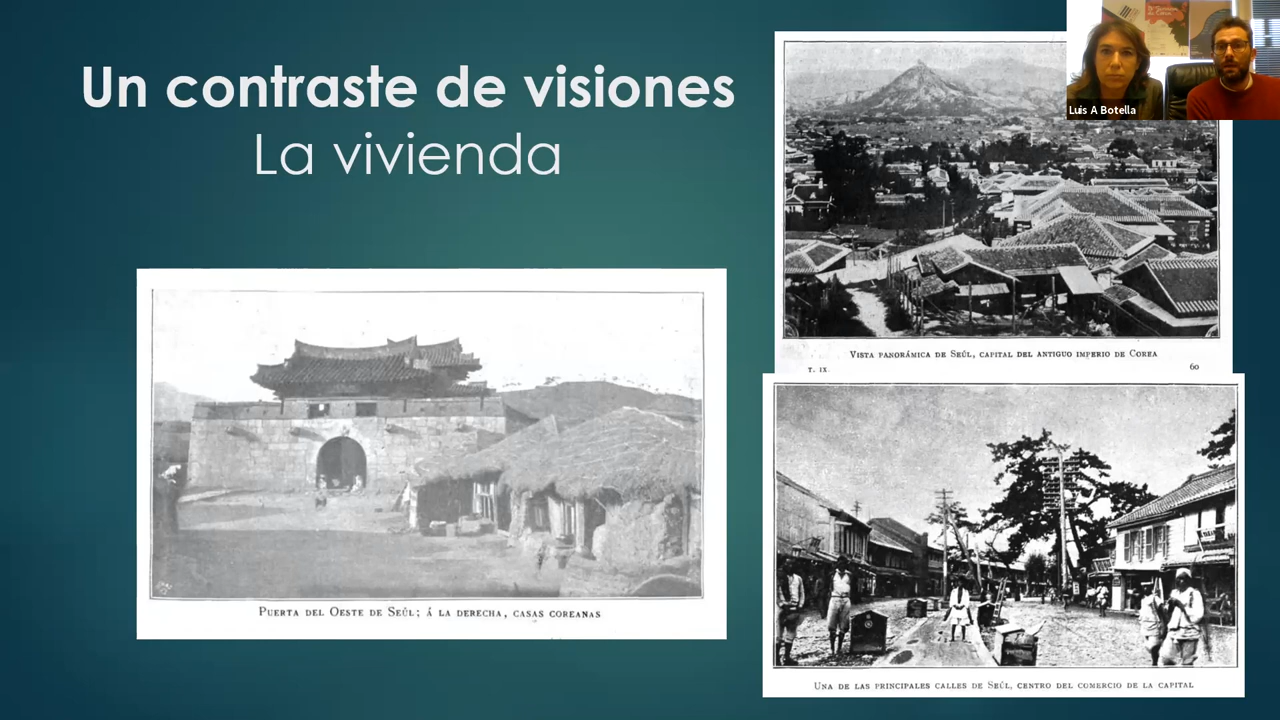 Un contraste de visiones
La vivienda
Luis A Botella
VISTA PANORÁMICA DE SEÚL, CAPITAL DEL ANTIGUO IMPERIO DE COREA
T. IX.
60
PUERTA DEL OESTE DE SEÚL; Á LA DERECHA, CASAS COREANAS
UNA DE LAS PRINCIPALES CALLES DE SEÚL, CENTRO DEL COMERCIO DE LA CAPITAL